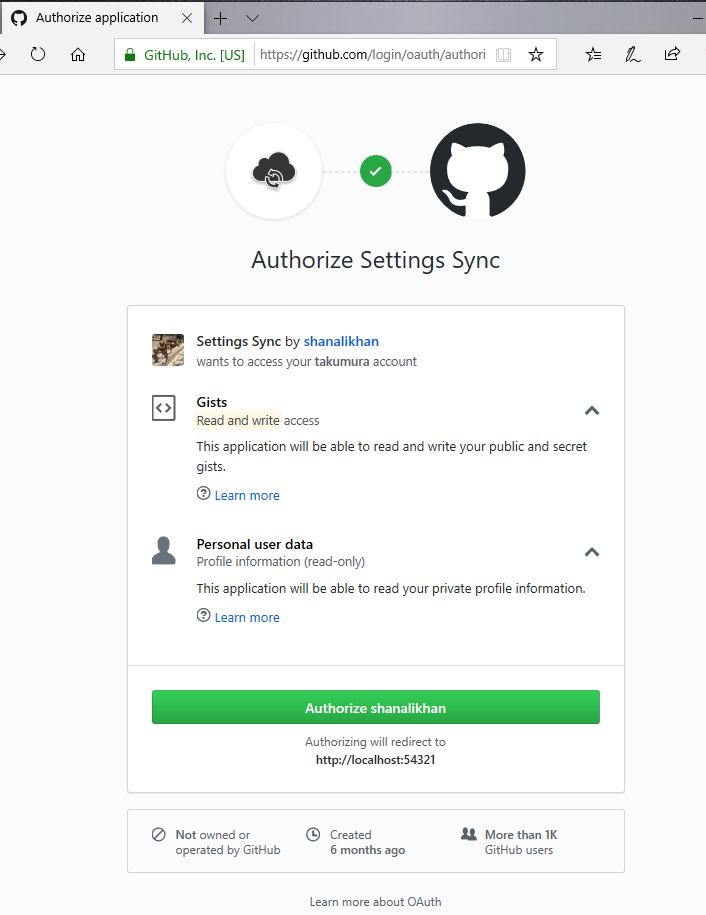 Authorize application
GitHub, Inc. [US] https://github.com/login/oauth/authori
Authorize Settings Sync
Settings Sync by shanalikhan
wants to access your takumura account
Gists
Read and write access
This application will be able to read and write your public and secret
gists.
Learn more
Personal user data
Profile information (read-only)
This application will be able to read your private profile information.
Learn more
Authorize shanalikhan
Authorizing will redirect to
http://localhost:54321
Not owned or
operated by GitHub
Created
6 months ago
More than 1K
GitHub users
Learn more about OAuth